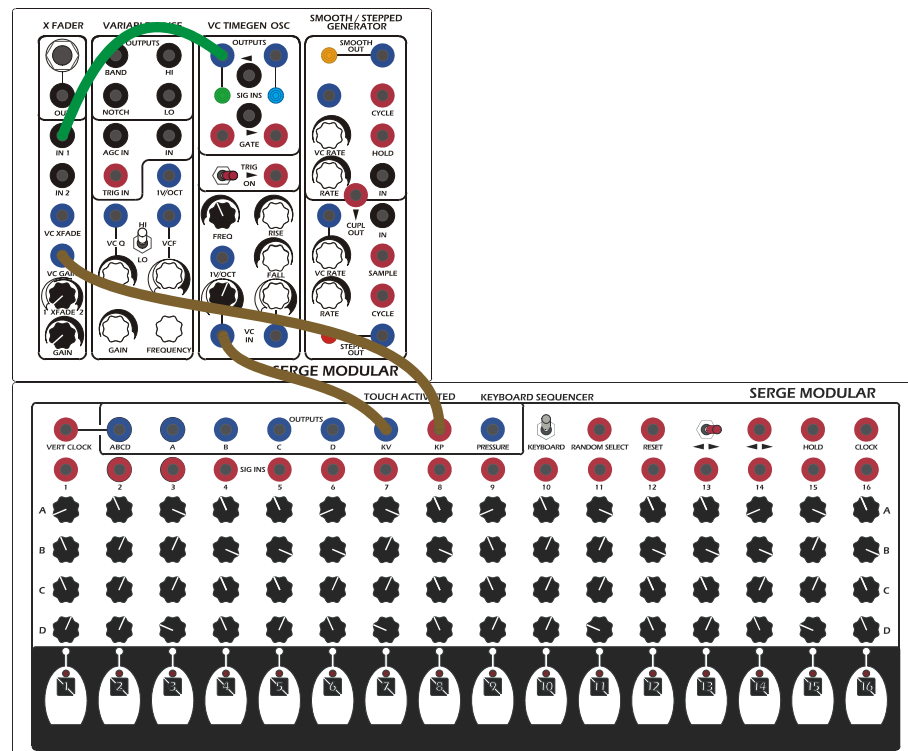 X FADER
VARIABLE
VC TIMEGEN OSC
SMOOTH / STEPPED
GENERATOR
OUTPUTS
OUTPUTS
SMOOTH
OUT
BAND
HI
SIG INS
NOTCH
LO
CYCLE
GATE
IN 1
AGC IN
IN
VC RATE
HOLD
TRIG
ON
IN 2
TRIG IN
1V/OCT
RATE
IN
CUPL
OUT
IN
VC XFADE
HI
VC Q
VCF
LO
FREQ
RISE
VC GAIN
1V/OCT
FALL
VC RATE
SAMPLE
1 XFADE 2
RATE
CYCLE
VC
IN
GAIN
GAIN
FREQUENCY
OUT
SERGE MODULAR
TOUCH ACTIVATED KEYBOARD SEQUENCER
SERGE MODULAR
OUTPUTS
VERT CLOCK ABCD A B C D KV KP PRESSURE KEYBOARD RANDOM SELECT RESET HOLD CLOCK
SIG INS
1 2 3 4 5 6 7 8 9 10 11 12 13 14 15 16
A A
B B
C C
D D
1 2 3 4 5 6 7 8 9 10 11 12 13 14 15 16